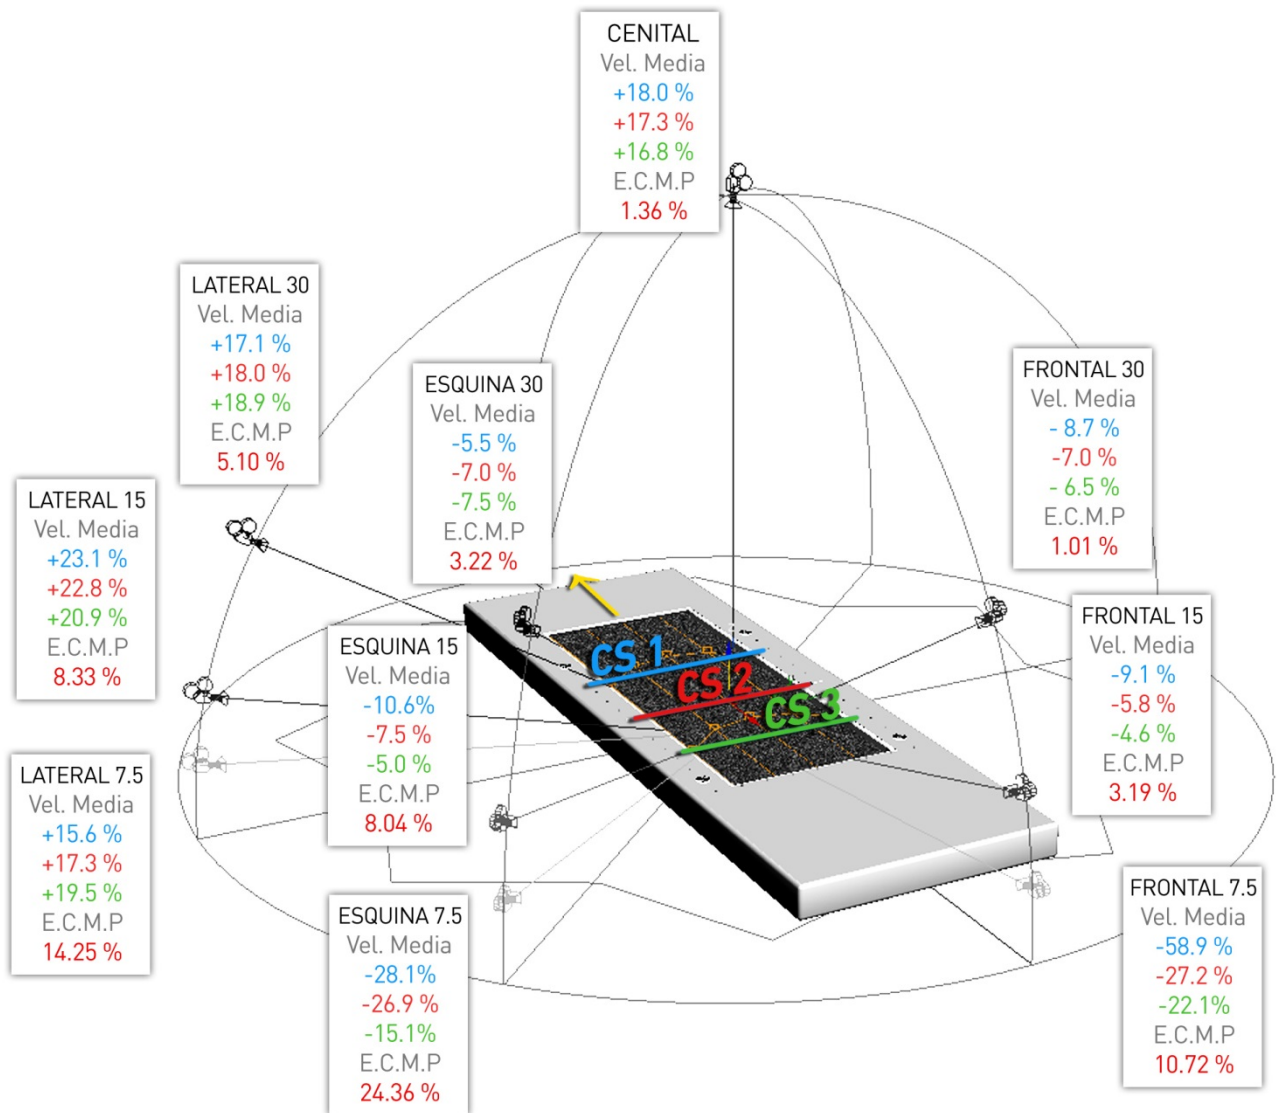 CENITAL
Vel. Media
+18.0 %
+17.3 %
+16.8 %
E.C.M.P
1.36 %
LATERAL 30
Vel. Media
+17.1 %
+18.0 %
+18.9 %
E.C.M.P
5.10 %
ESQUINA 30
Vel. Media
-5.5 %
-7.0 %
-7.5 %
E.C.M.P
3.22 %
FRONTAL 30
Vel. Media
- 8.7 %
-7.0 %
- 6.5 %
E.C.M.P
1.01 %
LATERAL 15
Vel. Media
+23.1 %
+22.8 %
+20.9 %
E.C.M.P
8.33 %
ESQUINA 15
Vel. Media
-10.6%
-7.5 %
-5.0 %
E.C.M.P
8.04 %
CS 1
CS 2
CS 3
FRONTAL 15
Vel. Media
-9.1 %
-5.8 %
-4.6 %
E.C.M.P
3.19 %
LATERAL 7.5
Vel. Media
+15.6 %
+17.3 %
+19.5 %
E.C.M.P
14.25 %
ESQUINA 7.5
Vel. Media
-28.1%
-26.9 %
-15.1%
E.C.M.P
24.36 %
FRONTAL 7.5
Vel. Media
-58.9 %
-27.2 %
-22.1%
E.C.M.P
10.72 %